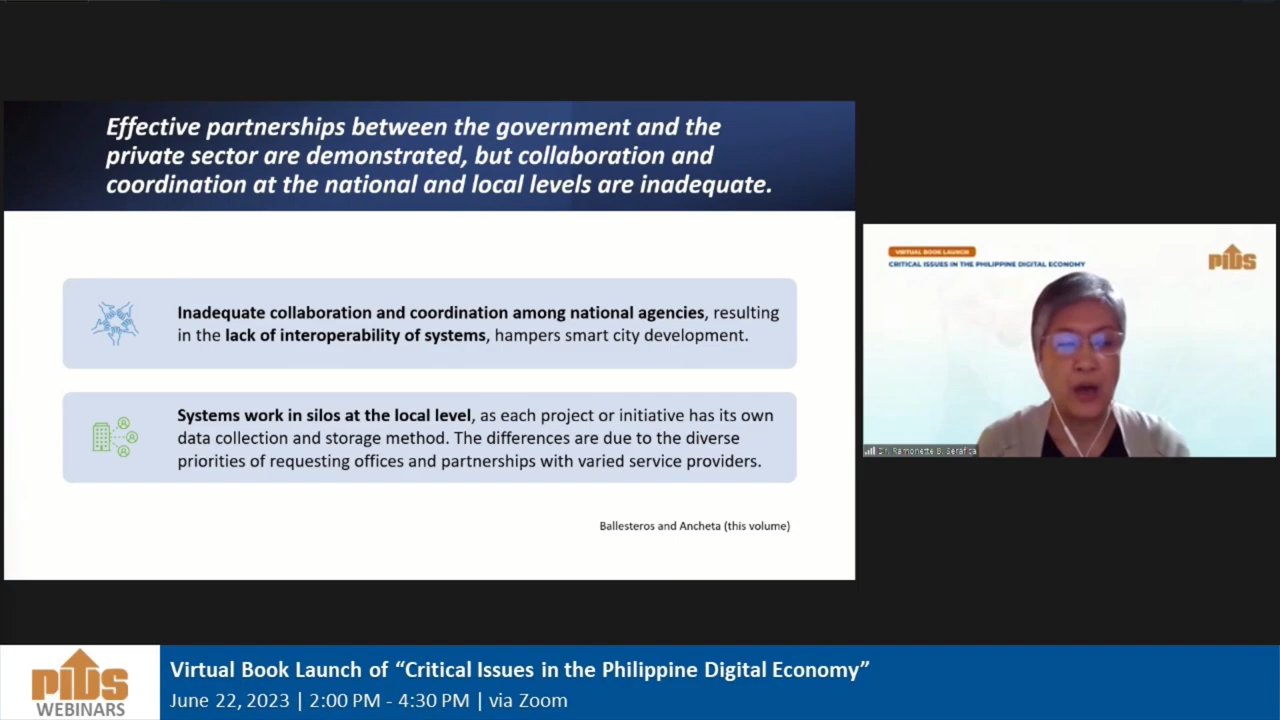 Effective partnerships between the government and the
private sector are demonstrated, but collaboration and
coordination at the national and local levels are inadequate.
Inadequate collaboration and coordination among national agencies, resulting
in the lack of interoperability of systems, hampers smart city development.
Systems work in silos at the local level, as each project or initiative has its own
data collection and storage method. The differences are due to the diverse
priorities of requesting offices and partnerships with varied service providers.
Ballesteros and Ancheta (this volume)
VIRTUAL BOOK LAUNCH
CRITICAL ISSUES IN THE PHILIPPINE DIGITAL ECONOMY
PIDS
Dr. Ramonette B. Serafica
PIDS
WEBINARS
Virtual Book Launch of “Critical Issues in the Philippine Digital Economy”
June 22, 2023 | 2:00 PM - 4:30 PM | via Zoom